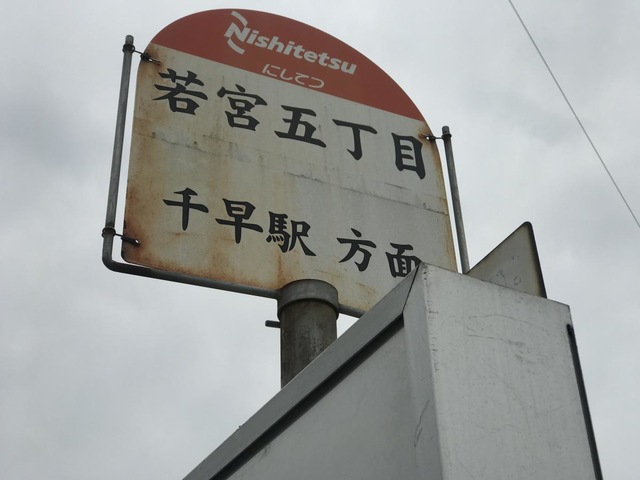 Nishitetsu
にしてつ
若宮五丁目
千早駅 方面